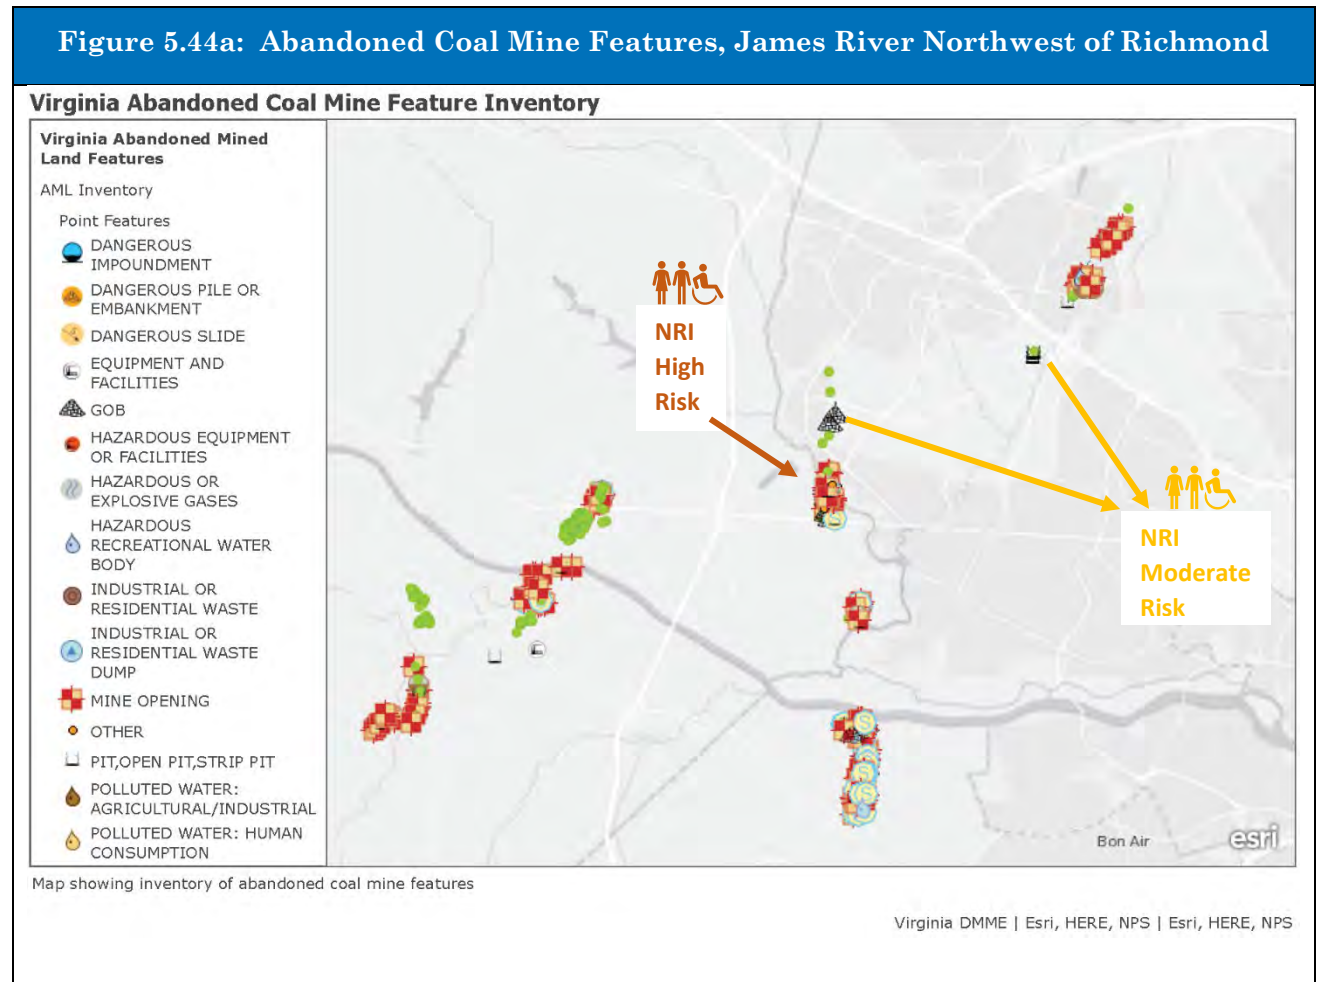 Figure 5.44a: Abandoned Coal Mine Features, James River Northwest of Richmond
Virginia Abandoned Coal Mine Feature Inventory
Virginia Abandoned Mined
Land Features
AML Inventory
Point Features
DANGEROUS
IMPOUNDMENT
DANGEROUS PILE OR
EMBANKMENT
DANGEROUS SLIDE
EQUIPMENT AND
FACILITIES
GOB
HAZARDOUS EQUIPMENT
OR FACILITIES
HAZARDOUS OR
EXPLOSIVE GASES
HAZARDOUS
RECREATIONAL WATER
BODY
INDUSTRIAL OR
RESIDENTIAL WASTE
INDUSTRIAL OR
RESIDENTIAL WASTE
DUMP
MINE OPENING
OTHER
PIT,OPEN PIT,STRIP PIT
POLLUTED WATER:
AGRICULTURAL/INDUSTRIAL
POLLUTED WATER: HUMAN
CONSUMPTION
NRI
High
Risk
NRI
Moderate
Risk
Bon Air
esri
Map showing inventory of abandoned coal mine features
Virginia DMME | Esri, HERE, NPS | Esri, HERE, NPS